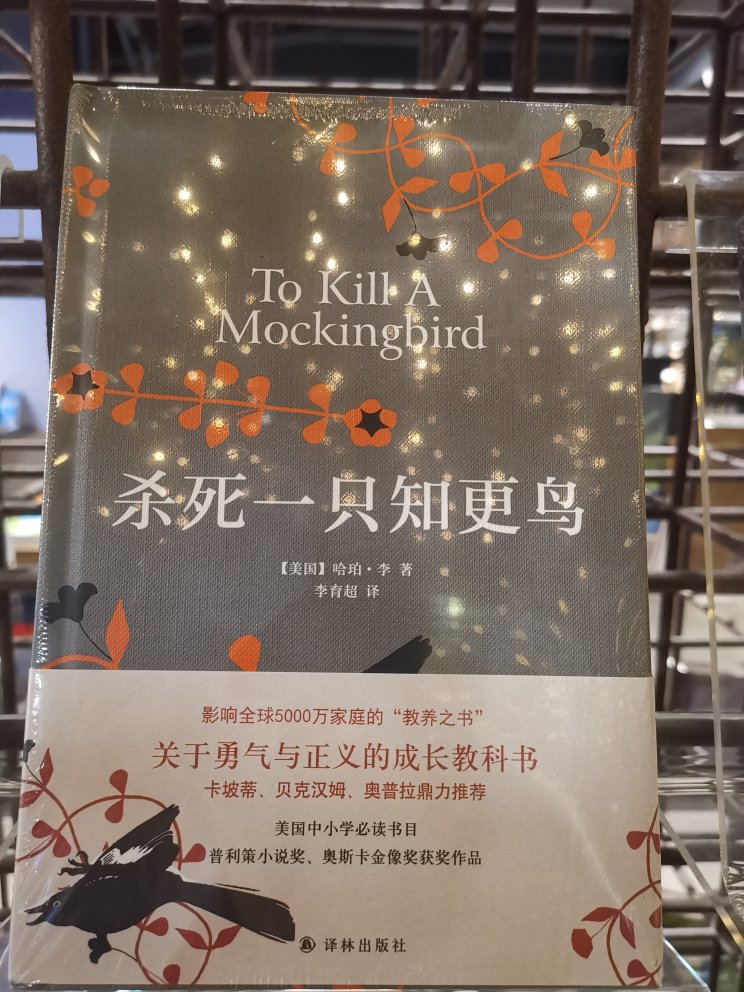 To Kill A
Mockingbird
杀死一只知更鸟
【美国】哈珀·李 著
李育超 译
影响全球5000万家庭的“教养之书”
关于勇气与正义的成长教科书
卡坡蒂、贝克汉姆、奥普拉鼎力推荐
美国中小学必读书目
普利策小说奖、奥斯卡金像奖获奖作品
译林出版社